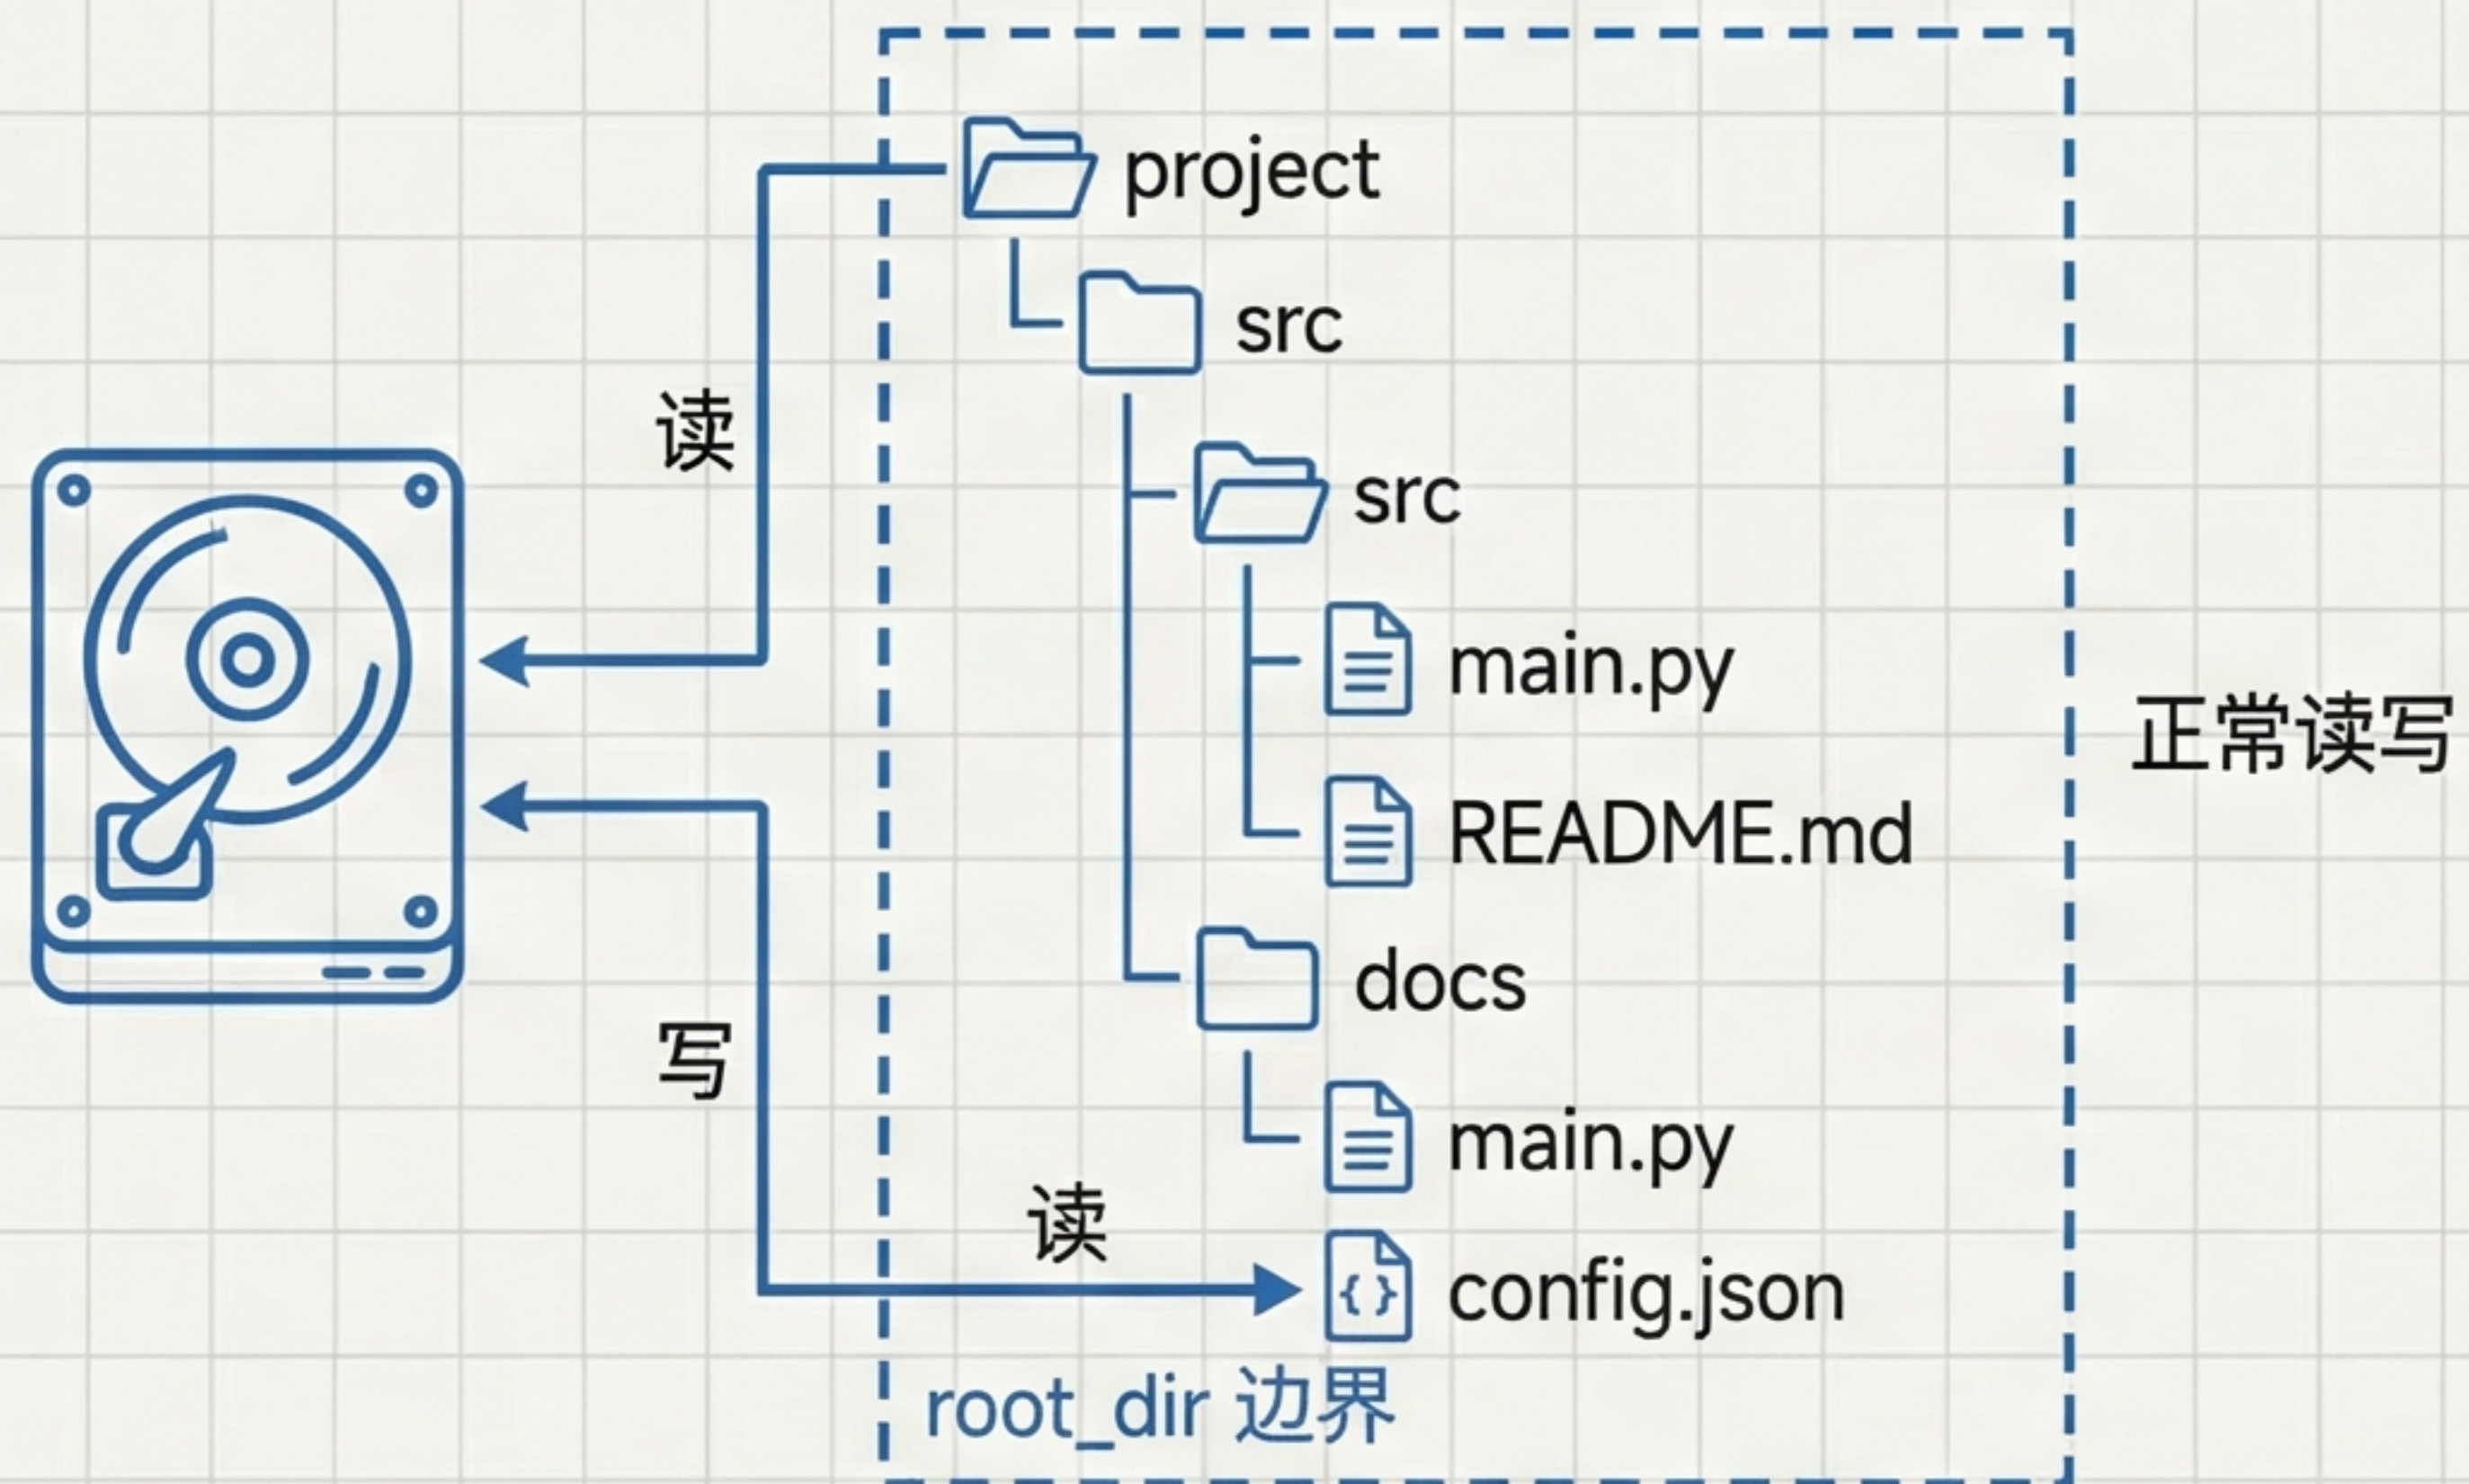 project
src
读
src
main.py
正常读写
README.md
docs
写
main.py
读
config.json
root_dir 边界